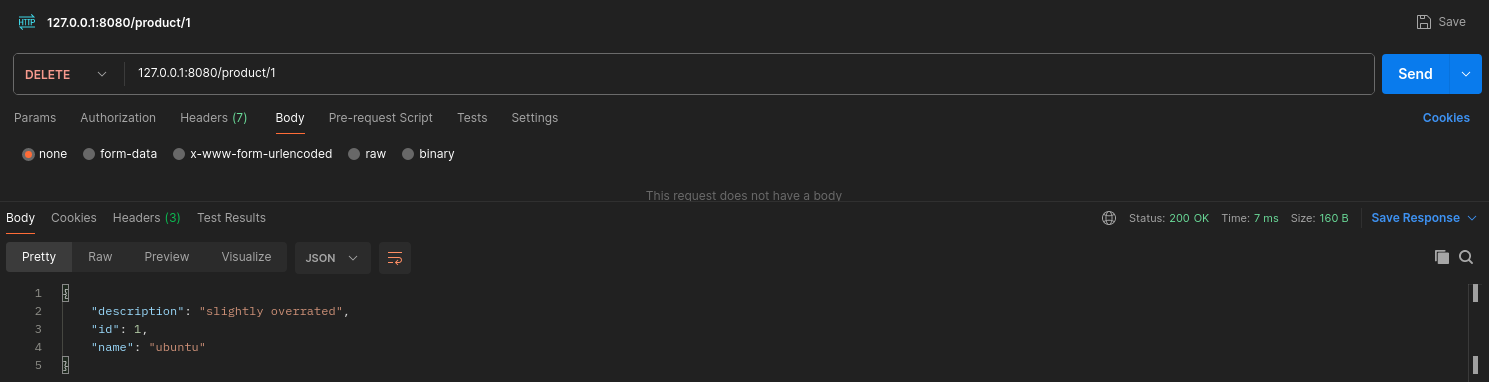 HTTP 127.0.0.1:8080/product/1 Save
DELETE 127.0.0.1:8080/product/1 Send
Params Authorization Headers (7) Body Pre-request Script Tests Settings Cookies
none form-data x-www-form-urlencoded raw binary
This request does not have a body
Body Cookies Headers (3) Test Results Status: 200 OK Time: 7 ms Size: 160 B Save Response
Pretty Raw Preview Visualize JSON
1 {
2 "description": "slightly overrated",
3 "id": 1,
4 "name": "ubuntu"
5 }